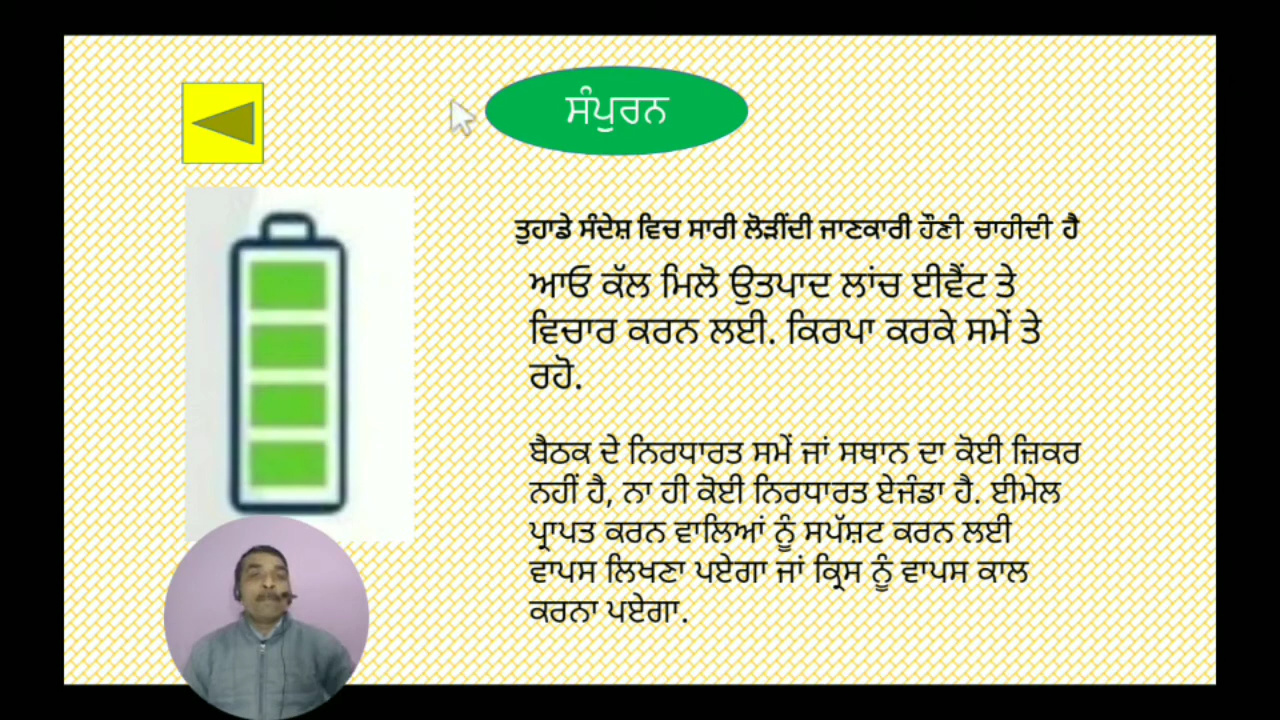 ਸੰਪੁਰਨ
ਤੁਹਾਡੇ ਸੰਦੇਸ਼ ਵਿਚ ਸਾਰੀ ਲੋੜੀਂਦੀ ਜਾਣਕਾਰੀ ਹੌਣੀ ਚਾਹੀਦੀ ਹੈ
ਆਓ ਕੱਲ ਮਿਲੋ ਉਤਪਾਦ ਲਾਂਚ ਈਵੈਂਟ ਤੇ
ਵਿਚਾਰ ਕਰਨ ਲਈ. ਕਿਰਪਾ ਕਰਕੇ ਸਮੇਂ ਤੇ
ਰਹੋ.
ਬੈਠਕ ਦੇ ਨਿਰਧਾਰਤ ਸਮੇਂ ਜਾਂ ਸਥਾਨ ਦਾ ਕੋਈ ਜ਼ਿਕਰ
ਨਹੀਂ ਹੈ, ਨਾ ਹੀ ਕੋਈ ਨਿਰਧਾਰਤ ਏਜੰਡਾ ਹੈ. ਈਮੇਲ
ਪ੍ਰਾਪਤ ਕਰਨ ਵਾਲਿਆਂ ਨੂੰ ਸਪੱਸ਼ਟ ਕਰਨ ਲਈ
ਵਾਪਸ ਲਿਖਣਾ ਪਏਗਾ ਜਾਂ ਕ੍ਰਿਸ ਨੂੰ ਵਾਪਸ ਕਾਲ
ਕਰਨਾ ਪਏਗਾ.